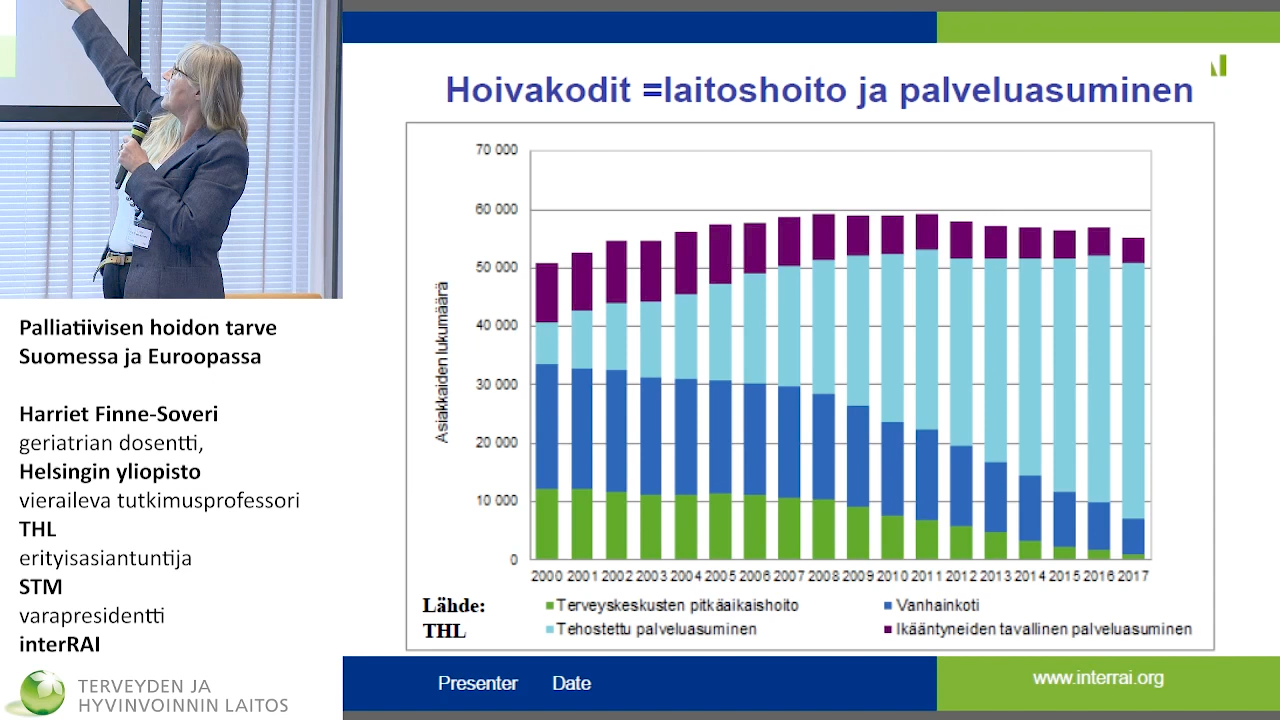 Palliatiivisen hoidon tarve
Suomessa ja Euroopassa
Harriet Finne-Soveri
geriatrian dosentti,
Helsingin yliopisto
vieraileva tutkimusprofessori
THL
erityisasiantuntija
STM
varapresidentti
interRAI
TERVEYDEN JA
HYVINVOINNIN LAITOS
Hoivakodit =laitoshoito ja palveluasuminen
Asiakkaiden lukumäärä
70 000
60 000
50 000
40 000
30 000
20 000
10 000
0
2000 2001 2002 2003 2004 2005 2006 2007 2008 2009 2010 2011 2012 2013 2014 2015 2016 2017
Lähde:
THL
Terveyskeskusten pitkäaikaishoito
Vanhainkoti
Tehostettu palveluasuminen
Ikääntyneiden tavallinen palveluasuminen
Presenter Date
www.interrai.org